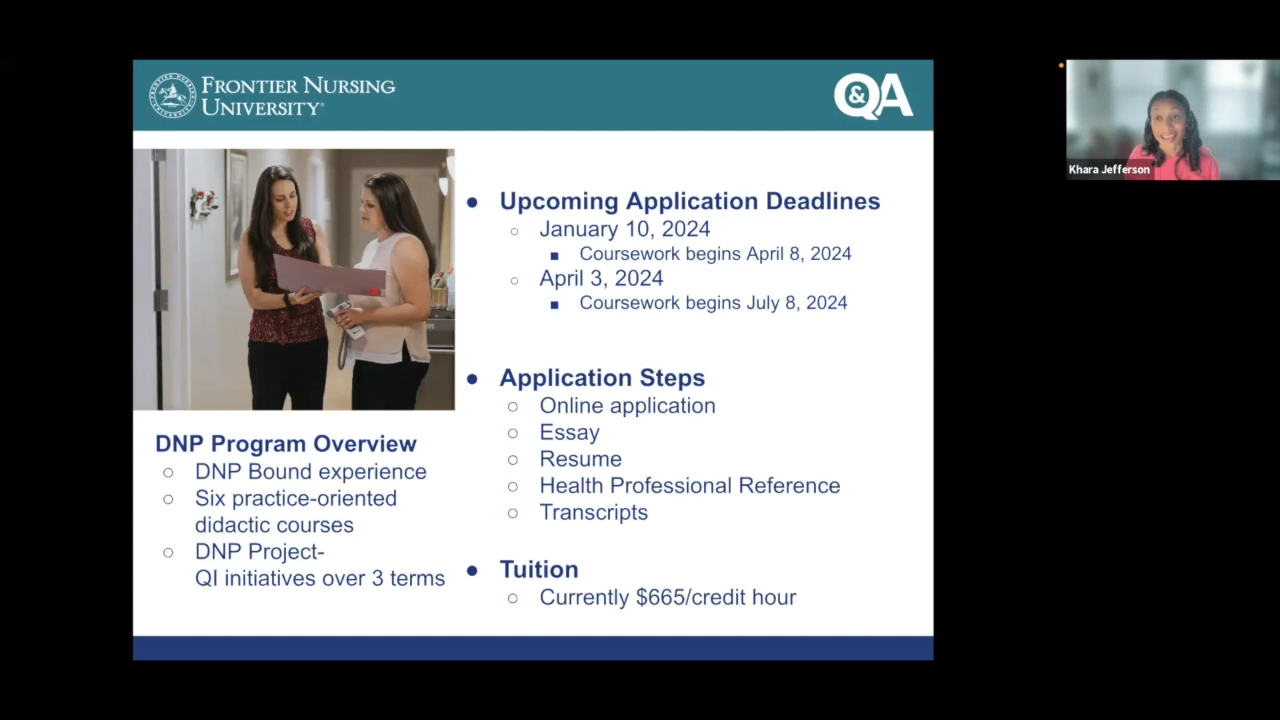 FRONTIER NURSING
UNIVERSITY®
Q&A
Khara Jefferson
● Upcoming Application Deadlines
○ January 10, 2024
■ Coursework begins April 8, 2024
○ April 3, 2024
■ Coursework begins July 8, 2024
● Application Steps
○ Online application
○ Essay
○ Resume
○ Health Professional Reference
○ Transcripts
● Tuition
○ Currently $665/credit hour
DNP Program Overview
○ DNP Bound experience
○ Six practice-oriented
didactic courses
○ DNP Project-
QI initiatives over 3 terms